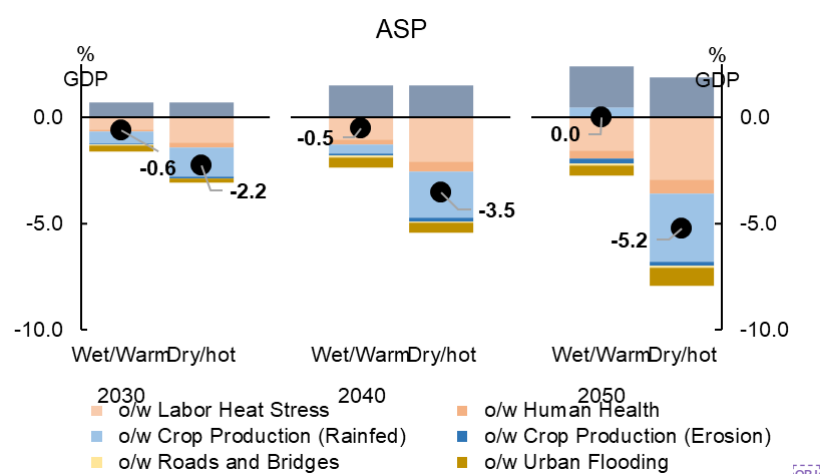 ASP
% GDP
% GDP
0.0
0.0
-0.6
-2.2
-0.5
-3.5
0.0
-5.2
-5.0
-5.0
-10.0
-10.0
Wet/Warm Dry/hot Wet/Warm Dry/hot Wet/Warm Dry/hot
2030 2040 2050
o/w Labor Heat Stress o/w Human Health
o/w Crop Production (Rainfed) o/w Crop Production (Erosion)
o/w Roads and Bridges o/w Urban Flooding